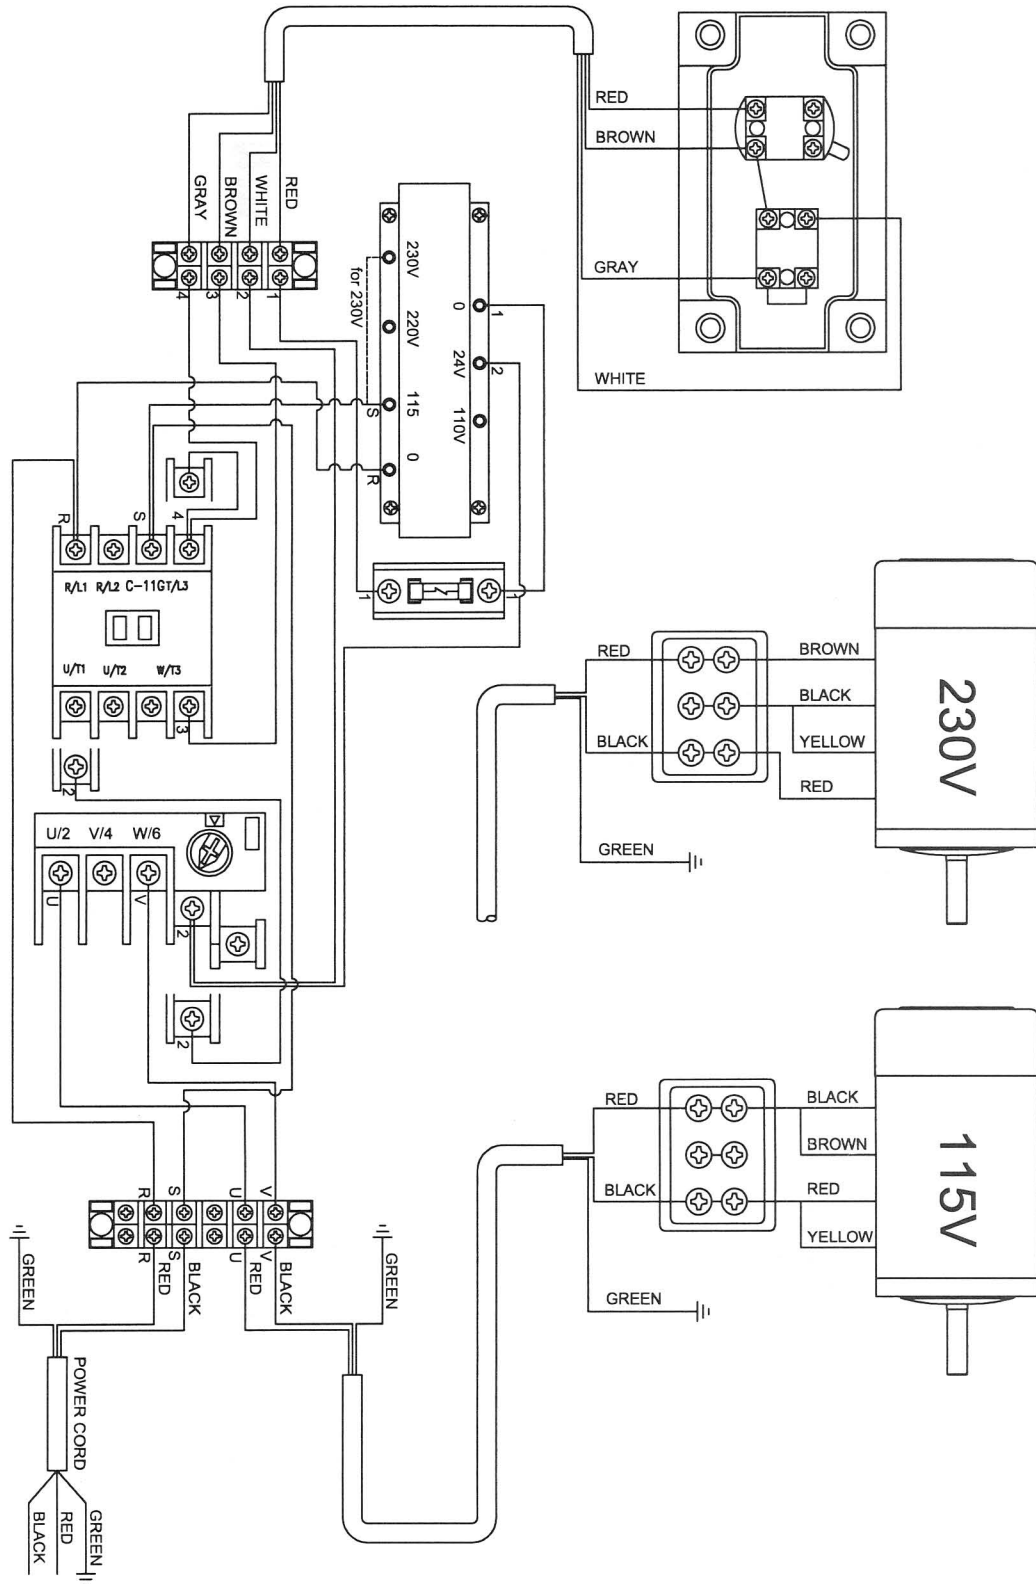 RED
BROWN
GRAY
WHITE
GRAY
BROWN
WHITE
RED
4
3
2
1
230V
220V
115
0
for 230V
S
R
0
24V
110V
1
2
1
1
R
S
4
R/L1 R/L2 C-11GT/L3
U/T1 U/T2 W/T3
3
2
U/2 V/4 W/6
U
V
2
2
RED
BLACK
GREEN
BROWN
BLACK
YELLOW
RED
230V
RED
BLACK
GREEN
BLACK
BROWN
RED
YELLOW
115V
R
S
U
V
R
S
U
V
GREEN
RED
BLACK
RED
BLACK
GREEN
POWER CORD
GREEN
RED
BLACK